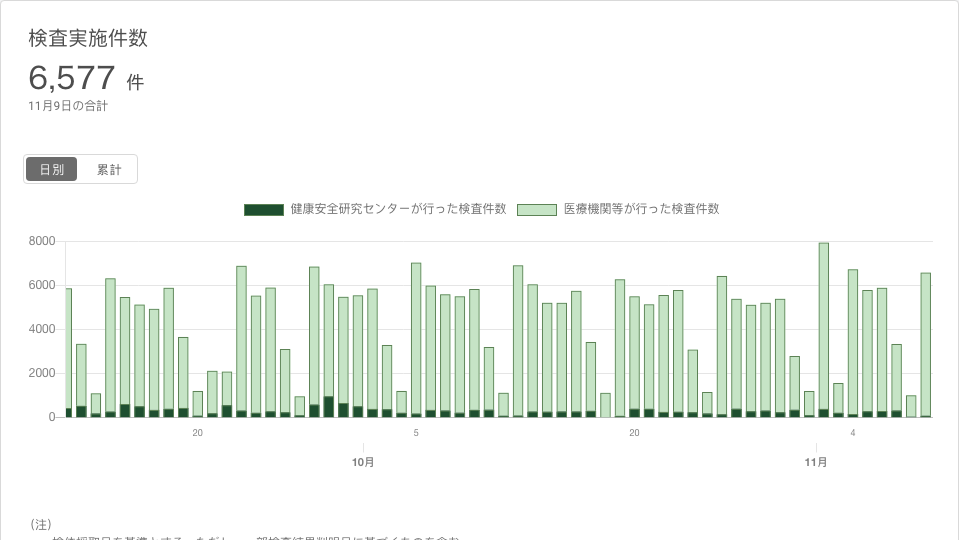 検査実施件数
6,577 件
11月9日の合計
日別 累計
健康安全研究センターが行った検査件数 医療機関等が行った検査件数
8000
6000
4000
2000
0
20 5 20 4
10月 11月
（注）